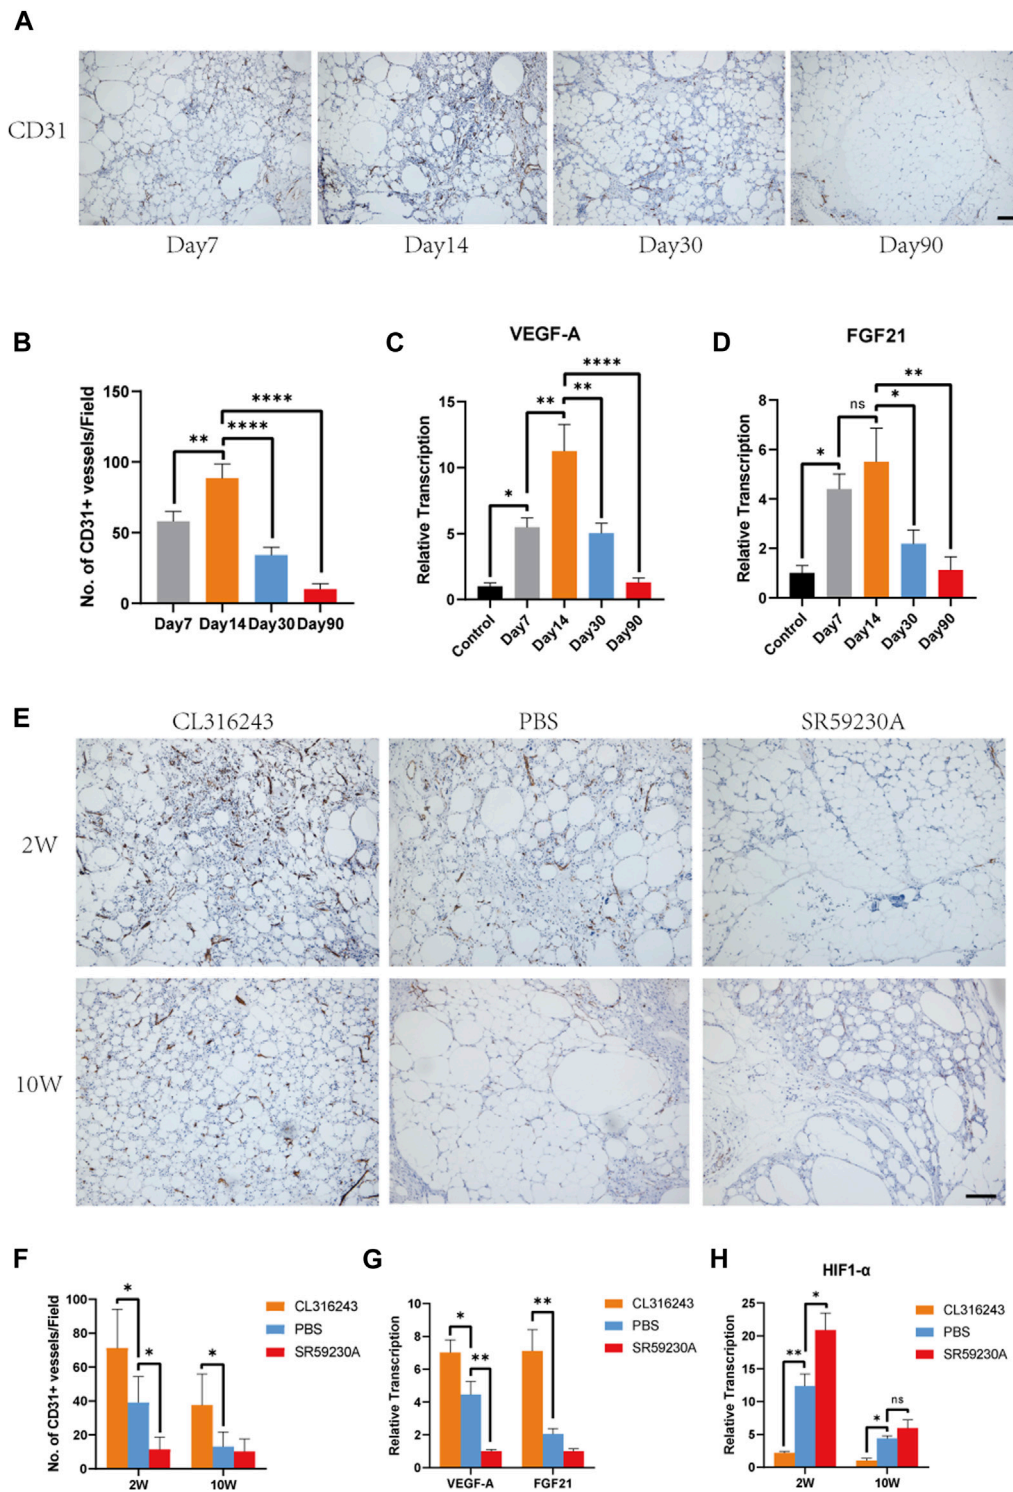 A
CD31
Day7 Day14 Day30 Day90
B
No. of CD31+ vessels/Field
150
100
50
0
** **** ****
Day7 Day14 Day30 Day90
C
VEGF-A
Relative Transcription
15
10
5
0
* ** ** ****
Control Day7 Day14 Day30 Day90
D
FGF21
Relative Transcription
8
6
4
2
0
* ns * **
Control Day7 Day14 Day30 Day90
E
CL316243 PBS SR59230A
2W
10W
F
No. of CD31+ vessels/Field
100
80
60
40
20
0
* * *
2W 10W
CL316243
PBS
SR59230A
G
Relative Transcription
10
8
6
4
2
0
* ** **
VEGF-A FGF21
CL316243
PBS
SR59230A
H
HIF1-α
Relative Transcription
25
20
15
10
5
0
** * * ns
2W 10W
CL316243
PBS
SR59230A